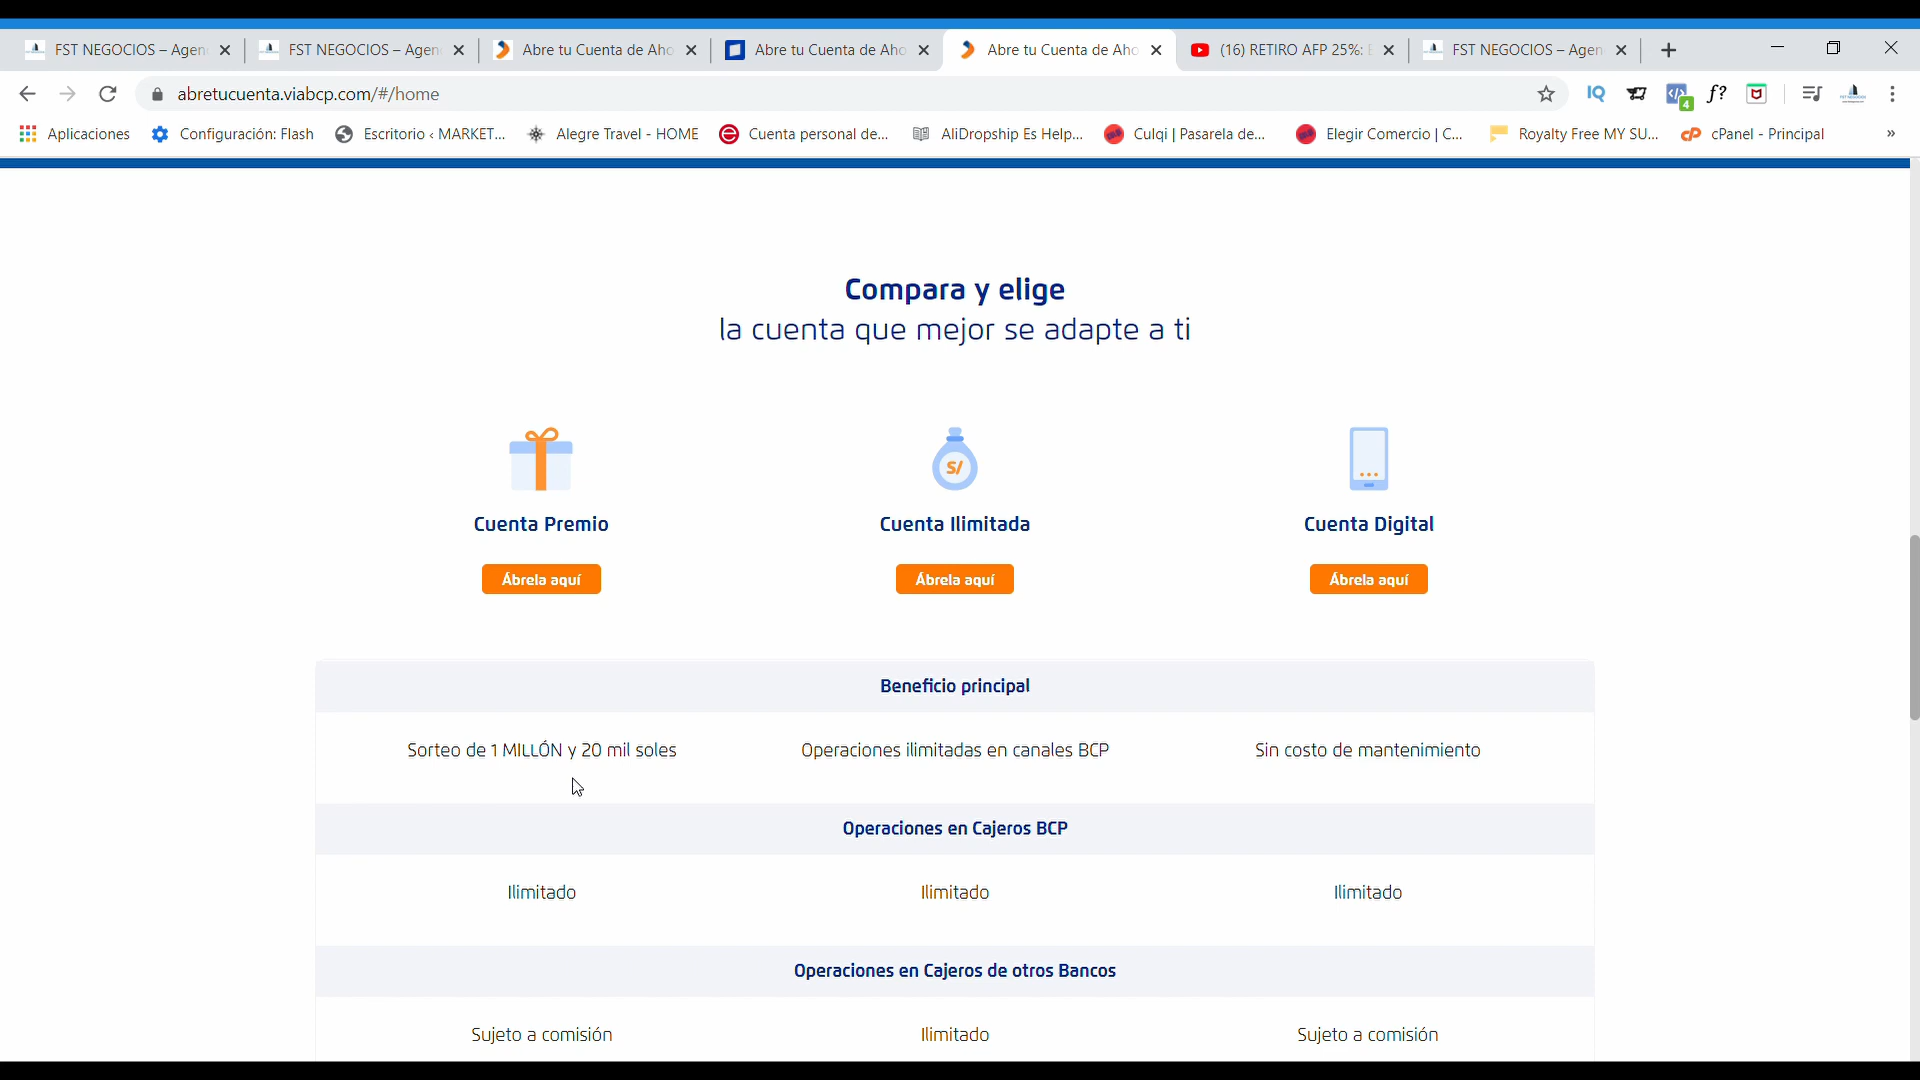 FST NEGOCIOS – Agen
FST NEGOCIOS – Agen
Abre tu Cuenta de Aho
Abre tu Cuenta de Aho
Abre tu Cuenta de Aho
(16) RETIRO AFP 25%:
FST NEGOCIOS – Agen
abretucuenta.viabcp.com/#/home
IQ
4
f?
Aplicaciones
Configuración: Flash
Escritorio ‹ MARKET...
Alegre Travel - HOME
Cuenta personal de...
AliDropship Es Help...
Culqi | Pasarela de...
Elegir Comercio | C...
Royalty Free MY SU...
cPanel - Principal
»
Compara y elige
la cuenta que mejor se adapte a ti
S/
Cuenta Premio
Cuenta Ilimitada
Cuenta Digital
Ábrela aquí
Ábrela aquí
Ábrela aquí
Beneficio principal
Sorteo de 1 MILLÓN y 20 mil soles
Operaciones ilimitadas en canales BCP
Sin costo de mantenimiento
Operaciones en Cajeros BCP
Ilimitado
Ilimitado
Ilimitado
Operaciones en Cajeros de otros Bancos
Sujeto a comisión
Ilimitado
Sujeto a comisión